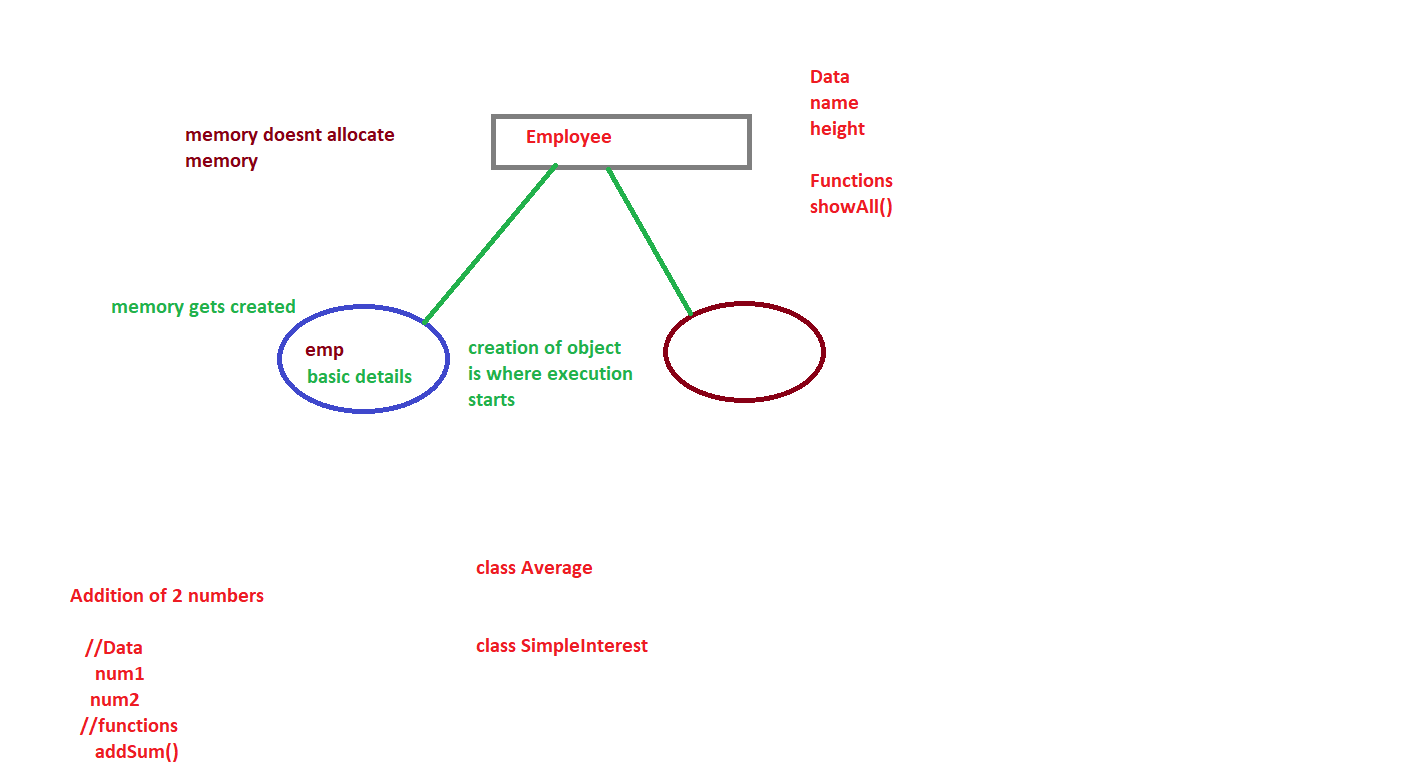 Data
name
height
Functions
showAll()
memory doesnt allocate
memory
Employee
memory gets created
emp
basic details
creation of object
is where execution
starts
class Average
class SimpleInterest
Addition of 2 numbers
//Data
num1
num2
//functions
addSum()